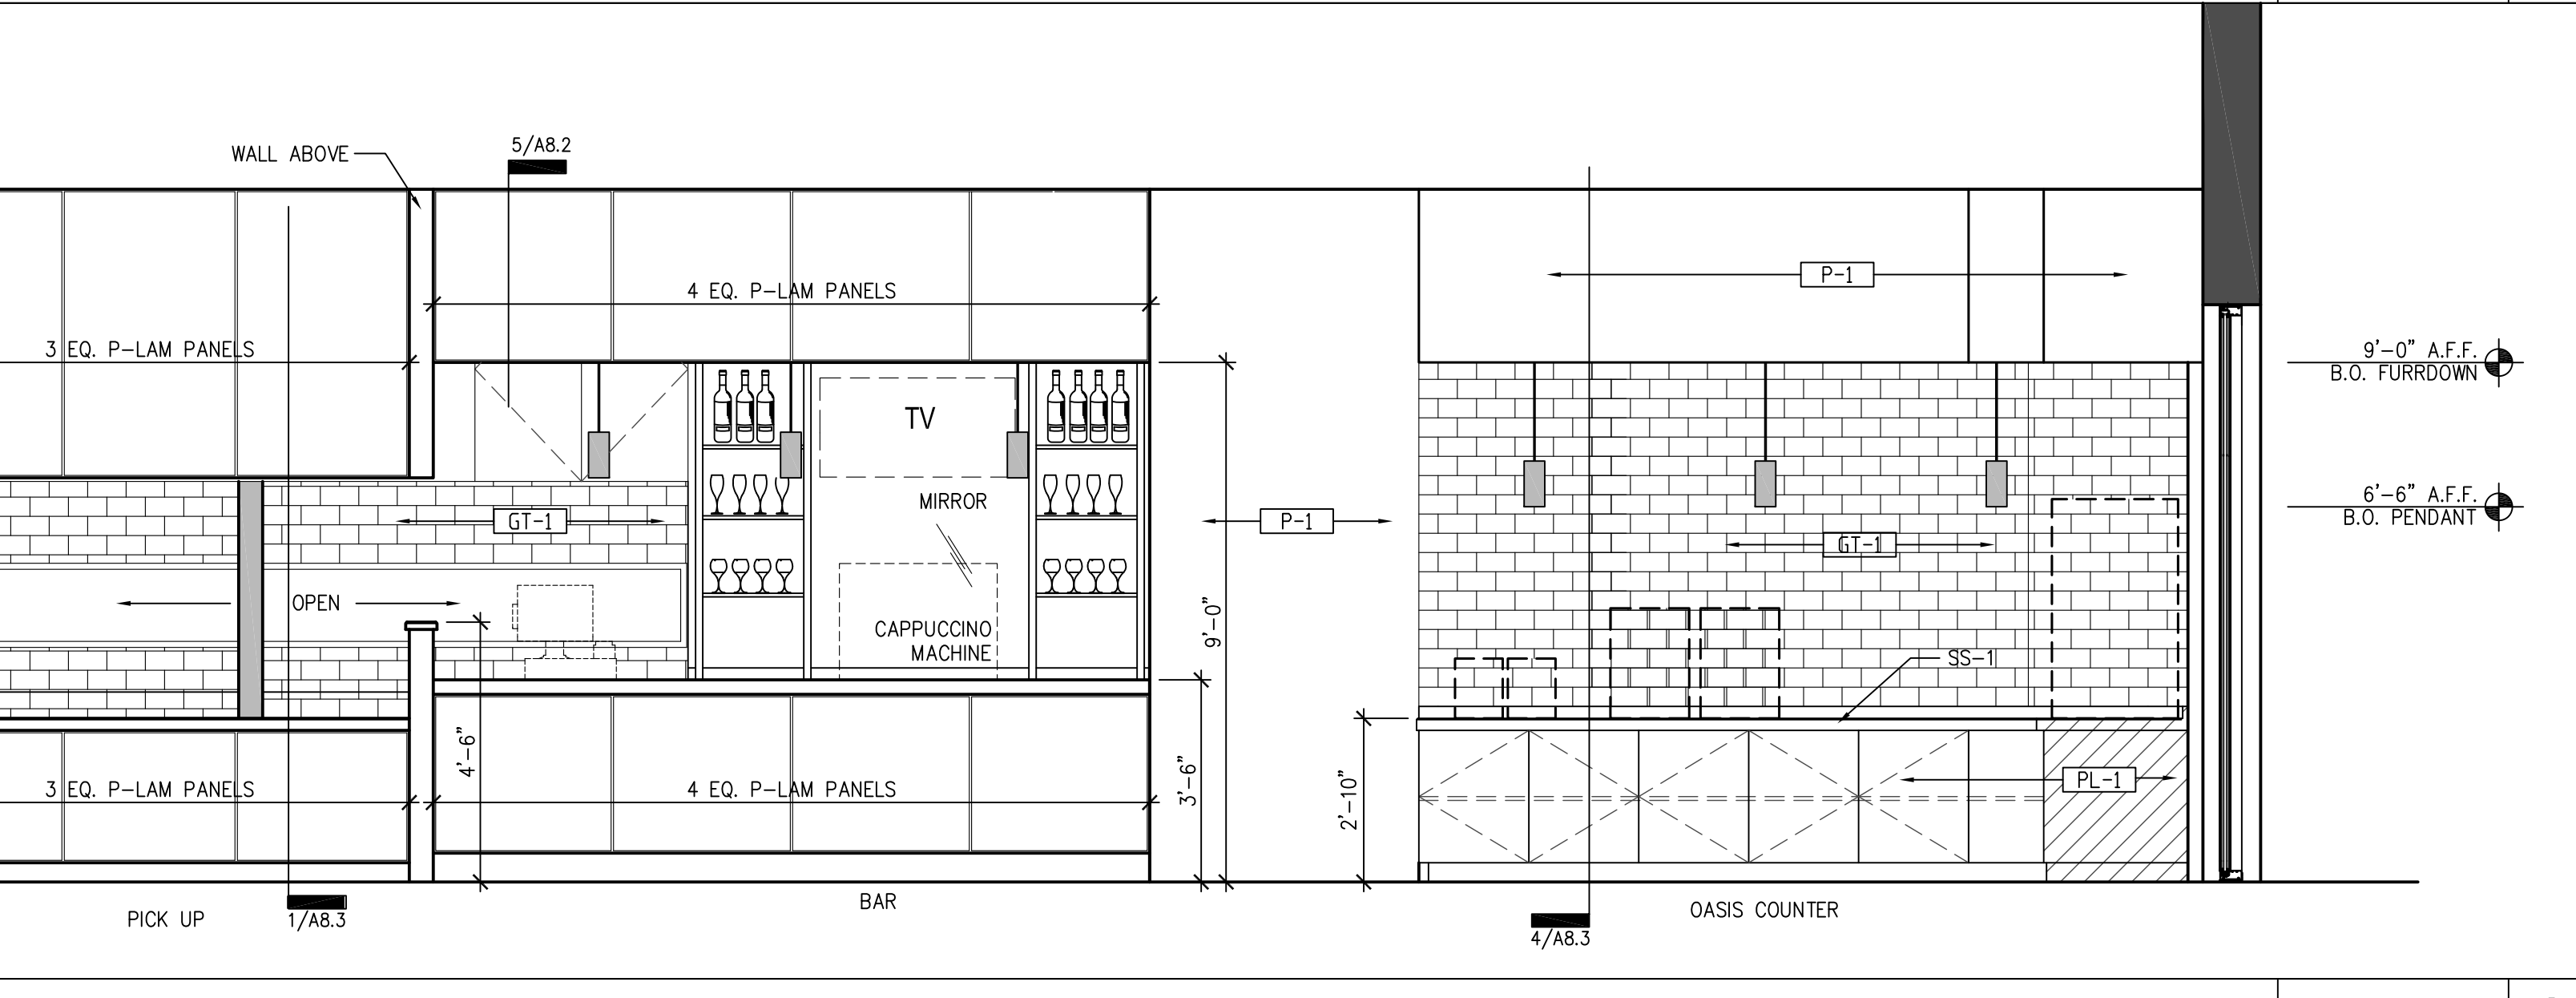 5/A8.2
WALL ABOVE
P-1
4 EQ. P-LAM PANELS
3 EQ. P-LAM PANELS
9'-0" A.F.F.
B.O. FURRDOWN
TV
6'-6" A.F.F.
B.O. PENDANT
MIRROR
GT-1
P-1
GT-1
OPEN
9'-0"
CAPPUCCINO
MACHINE
SS-1
4'-6"
3'-6"
2'-10"
PL-1
3 EQ. P-LAM PANELS
4 EQ. P-LAM PANELS
BAR
OASIS COUNTER
PICK UP
1/A8.3
4/A8.3